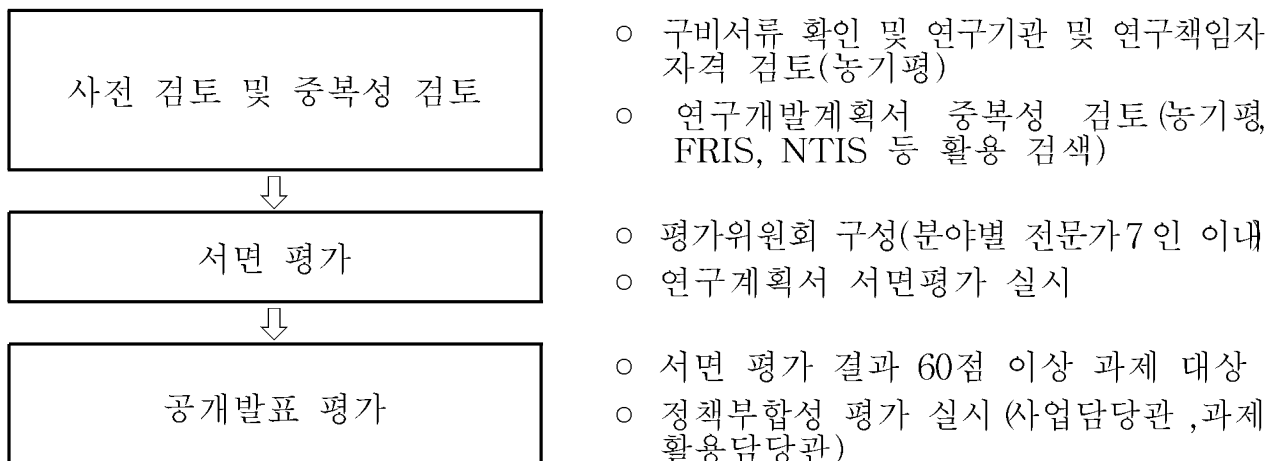 사전 검토 및 중복성 검토
○ 구비서류 확인 및 연구기관 및 연구책임자
자격 검토(농기평)
○ 연구개발계획서 중복성 검토(농기평,
FRIS, NTIS 등 활용 검색)
서면 평가
○ 평가위원회 구성(분야별 전문가7인 이내)
○ 연구계획서 서면평가 실시
공개발표 평가
○ 서면 평가 결과 60점 이상 과제 대상
○ 정책부합성 평가 실시(사업담당관,과제
활용담당관)